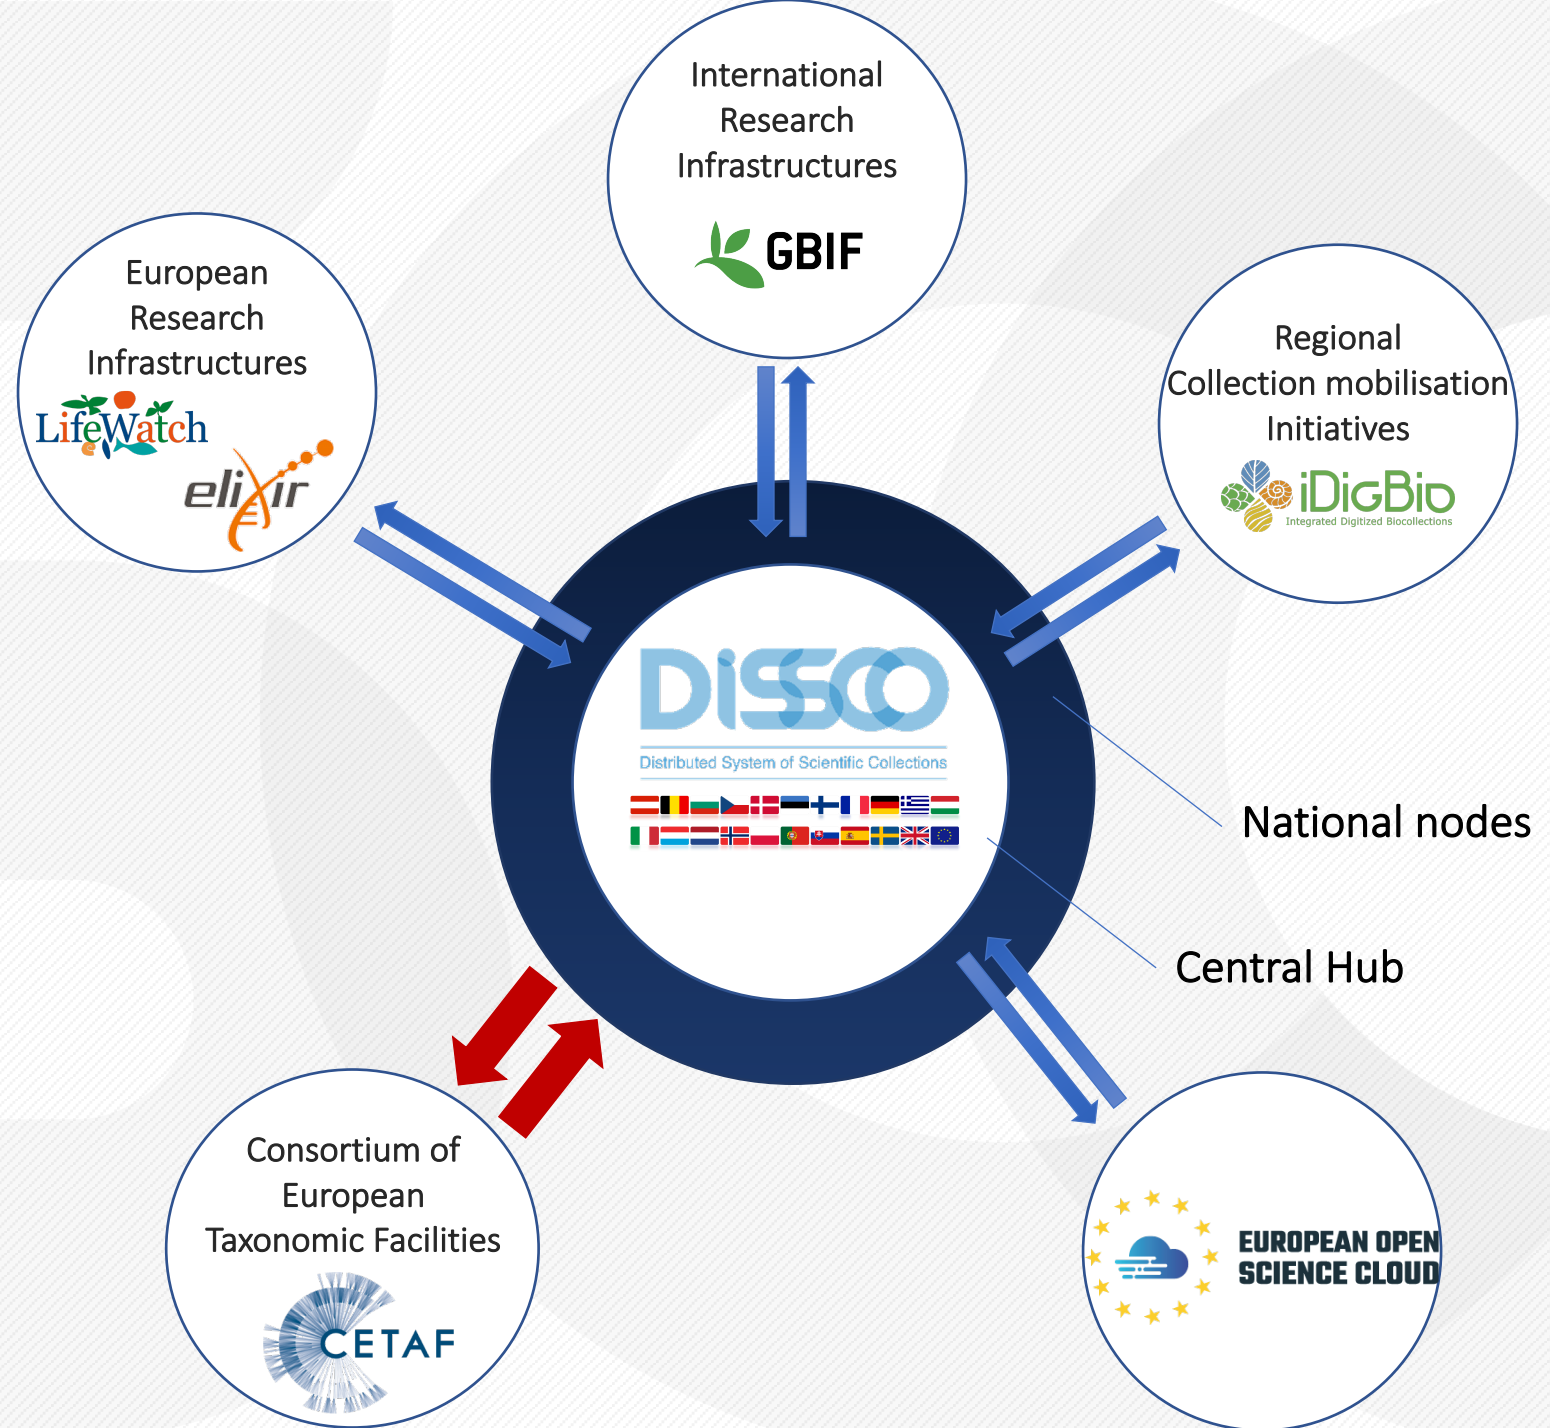 International
Research
Infrastructures
GBIF
European
Research
Infrastructures
LifeWatch
elixir
Regional
Collection mobilisation
Initiatives
iDigBio
Integrated Digitized Biocollections
DiSSCo
Distributed System of Scientific Collections
National nodes
Central Hub
Consortium of
European
Taxonomic Facilities
CETAF
EUROPEAN OPEN
SCIENCE CLOUD